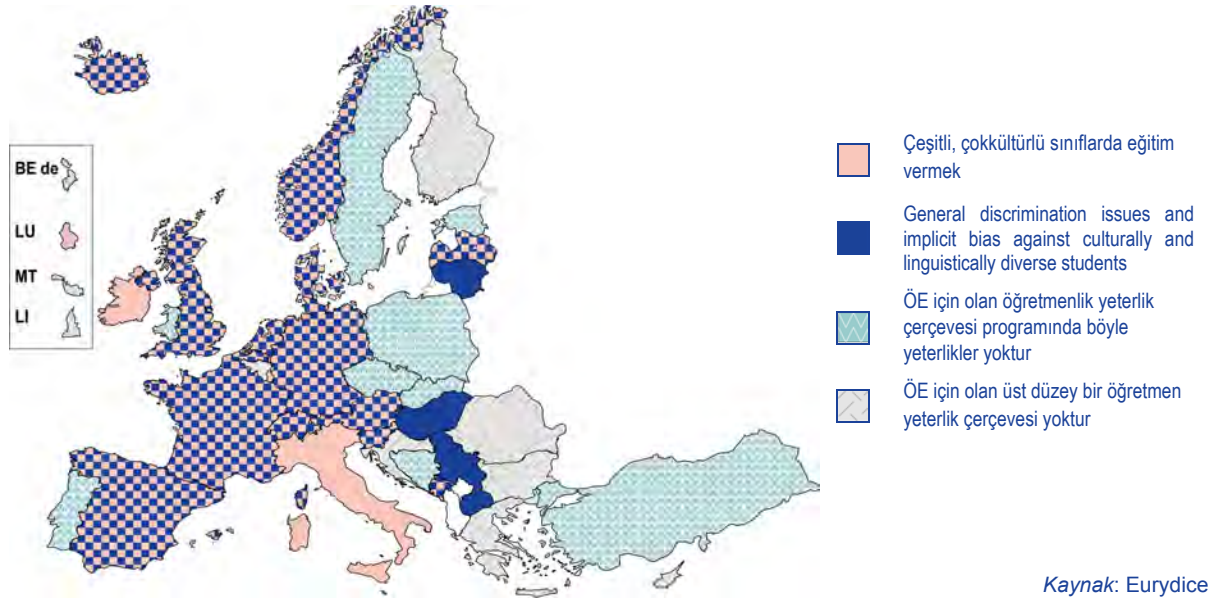 BE de
LU
MT
LI
Çeşitli, çokkültürlü sınıflarda eğitim
vermek
General discrimination issues and
implicit bias against culturally and
linguistically diverse students
ÖE için olan öğretmenlik yeterlik
çerçevesi programında böyle
yeterlikler yoktur
ÖE için olan üst düzey bir öğretmen
yeterlik çerçevesi yoktur
Kaynak: Eurydice